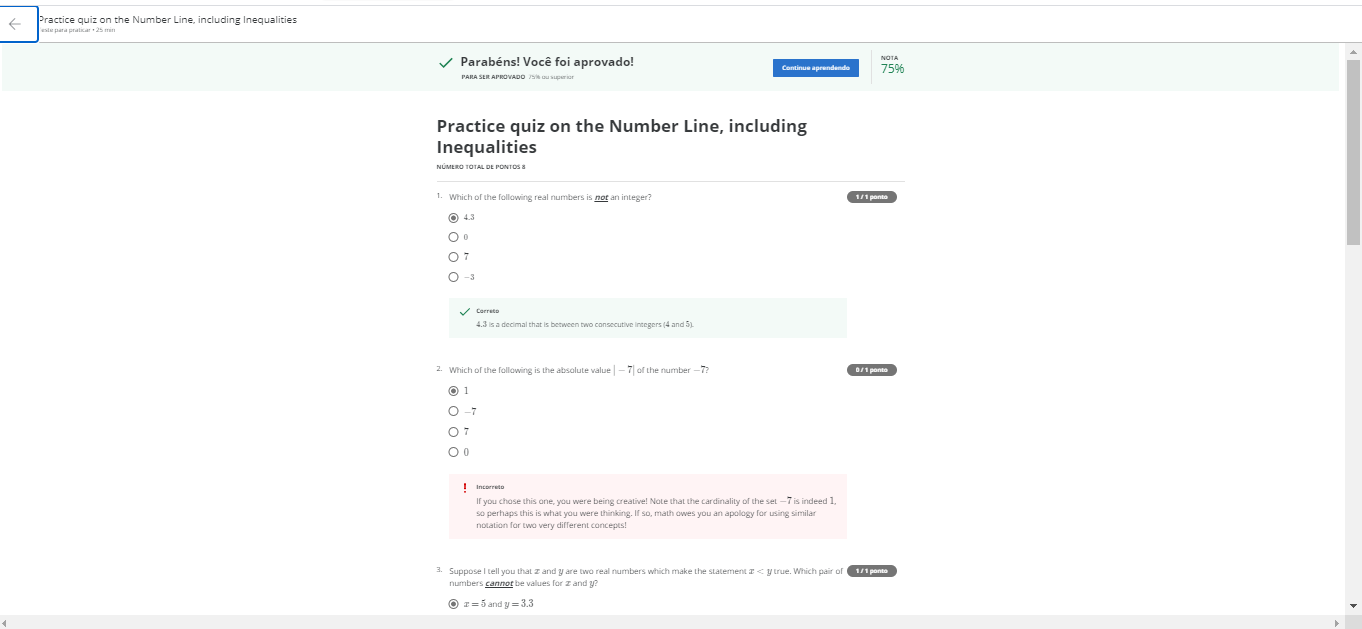 Practice quiz on the Number Line, including Inequalities
este para praticar • 25 min
Parabéns! Você foi aprovado!
PARA SER APROVADO 75% ou superior
Continue aprendendo
NOTA
75%
Practice quiz on the Number Line, including
Inequalities
NÚMERO TOTAL DE PONTOS 8
1. Which of the following real numbers is not an integer?
1 / 1 ponto
4.3
0
7
−3
Correto
4.3 is a decimal that is between two consecutive integers (4 and 5).
2. Which of the following is the absolute value |−7| of the number −7?
0 / 1 ponto
1
−7
7
0
Incorreto
If you chose this one, you were being creative! Note that the cardinality of the set −7 is indeed 1,
so perhaps this is what you were thinking. If so, math owes you an apology for using similar
notation for two very different concepts!
3. Suppose I tell you that x and y are two real numbers which make the statement x < y true. Which pair of
1 / 1 ponto
numbers cannot be values for x and y?
x = 5 and y = 3.3